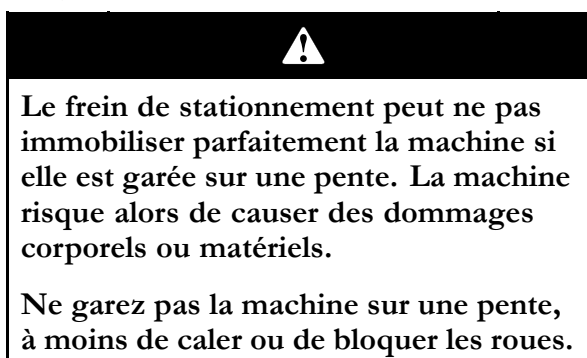 Le frein de stationnement peut ne pas
immobiliser parfaitement la machine si
elle est garée sur une pente. La machine
risque alors de causer des dommages
corporels ou matériels.
Ne garez pas la machine sur une pente,
à moins de caler ou de bloquer les roues.